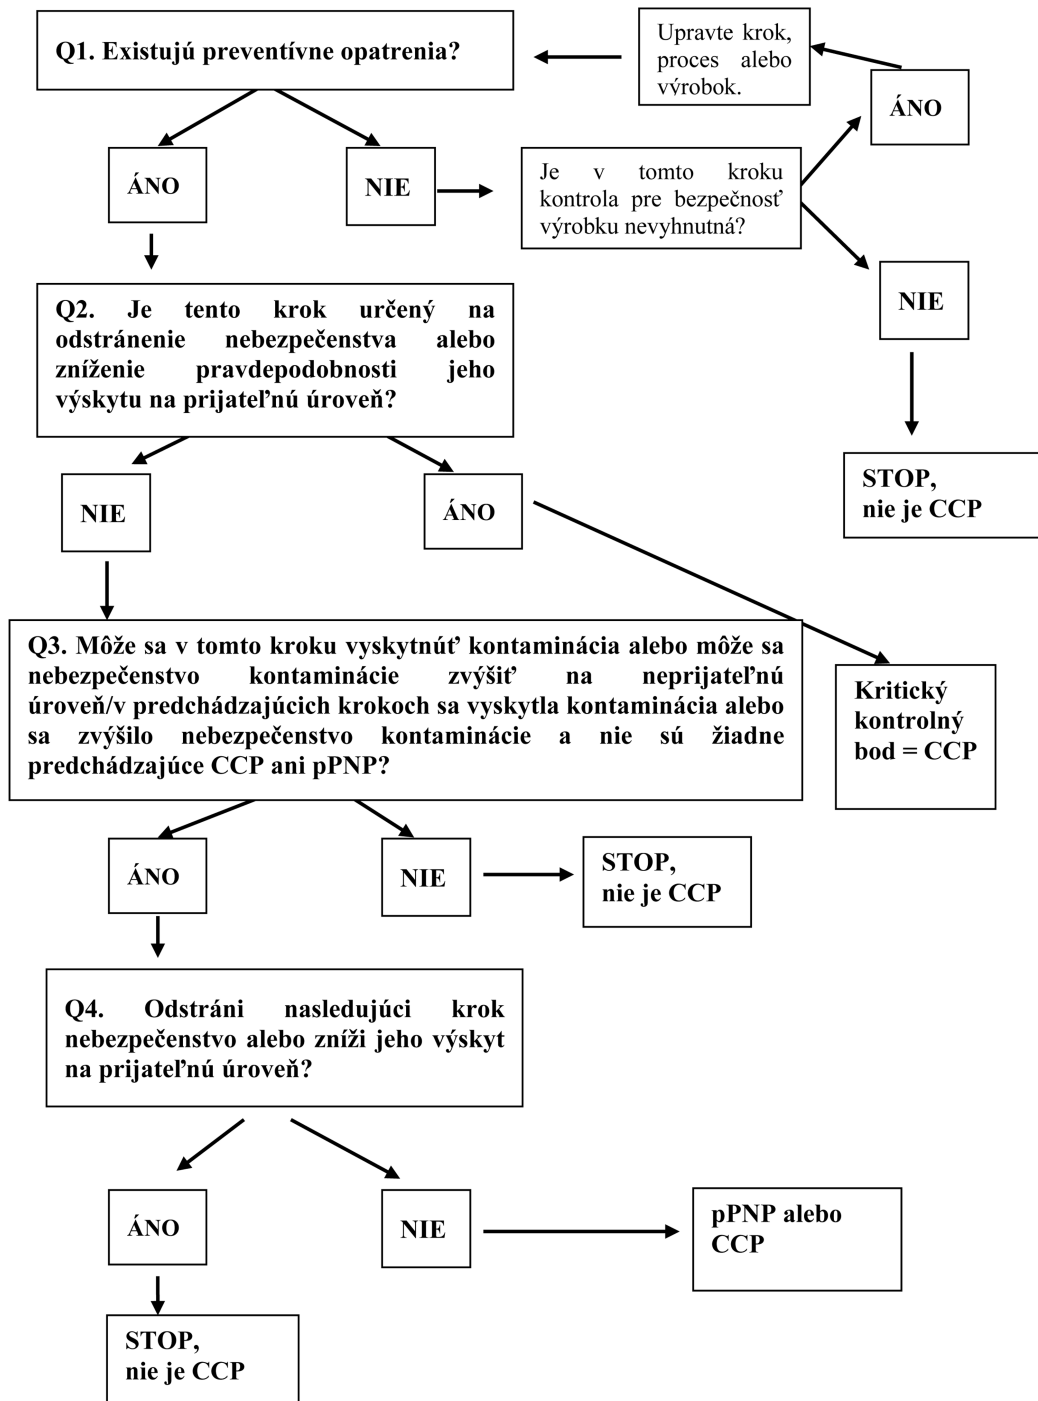 Q1. Existujú preventívne opatrenia?
Upravte krok,
proces alebo
výrobok.
ÁNO
ÁNO
NIE
Je v tomto kroku
kontrola pre bezpečnosť
výrobku nevyhnutná?
NIE
Q2. Je tento krok určený na
odstránenie nebezpečenstva alebo
zníženie pravdepodobnosti jeho
výskytu na prijateľnú úroveň?
STOP,
nie je CCP
NIE
ÁNO
Q3. Môže sa v tomto kroku vyskytnúť kontaminácia alebo môže sa
nebezpečenstvo kontaminácie zvýšiť na neprijateľnú
úroveň/v predchádzajúcich krokoch sa vyskytla kontaminácia alebo
sa zvýšilo nebezpečenstvo kontaminácie a nie sú žiadne
predchádzajúce CCP ani pPNP?
Kritický
kontrolný
bod = CCP
ÁNO
NIE
STOP,
nie je CCP
Q4. Odstráni nasledujúci krok
nebezpečenstvo alebo zníži jeho výskyt
na prijateľnú úroveň?
ÁNO
NIE
pPNP alebo
CCP
STOP,
nie je CCP